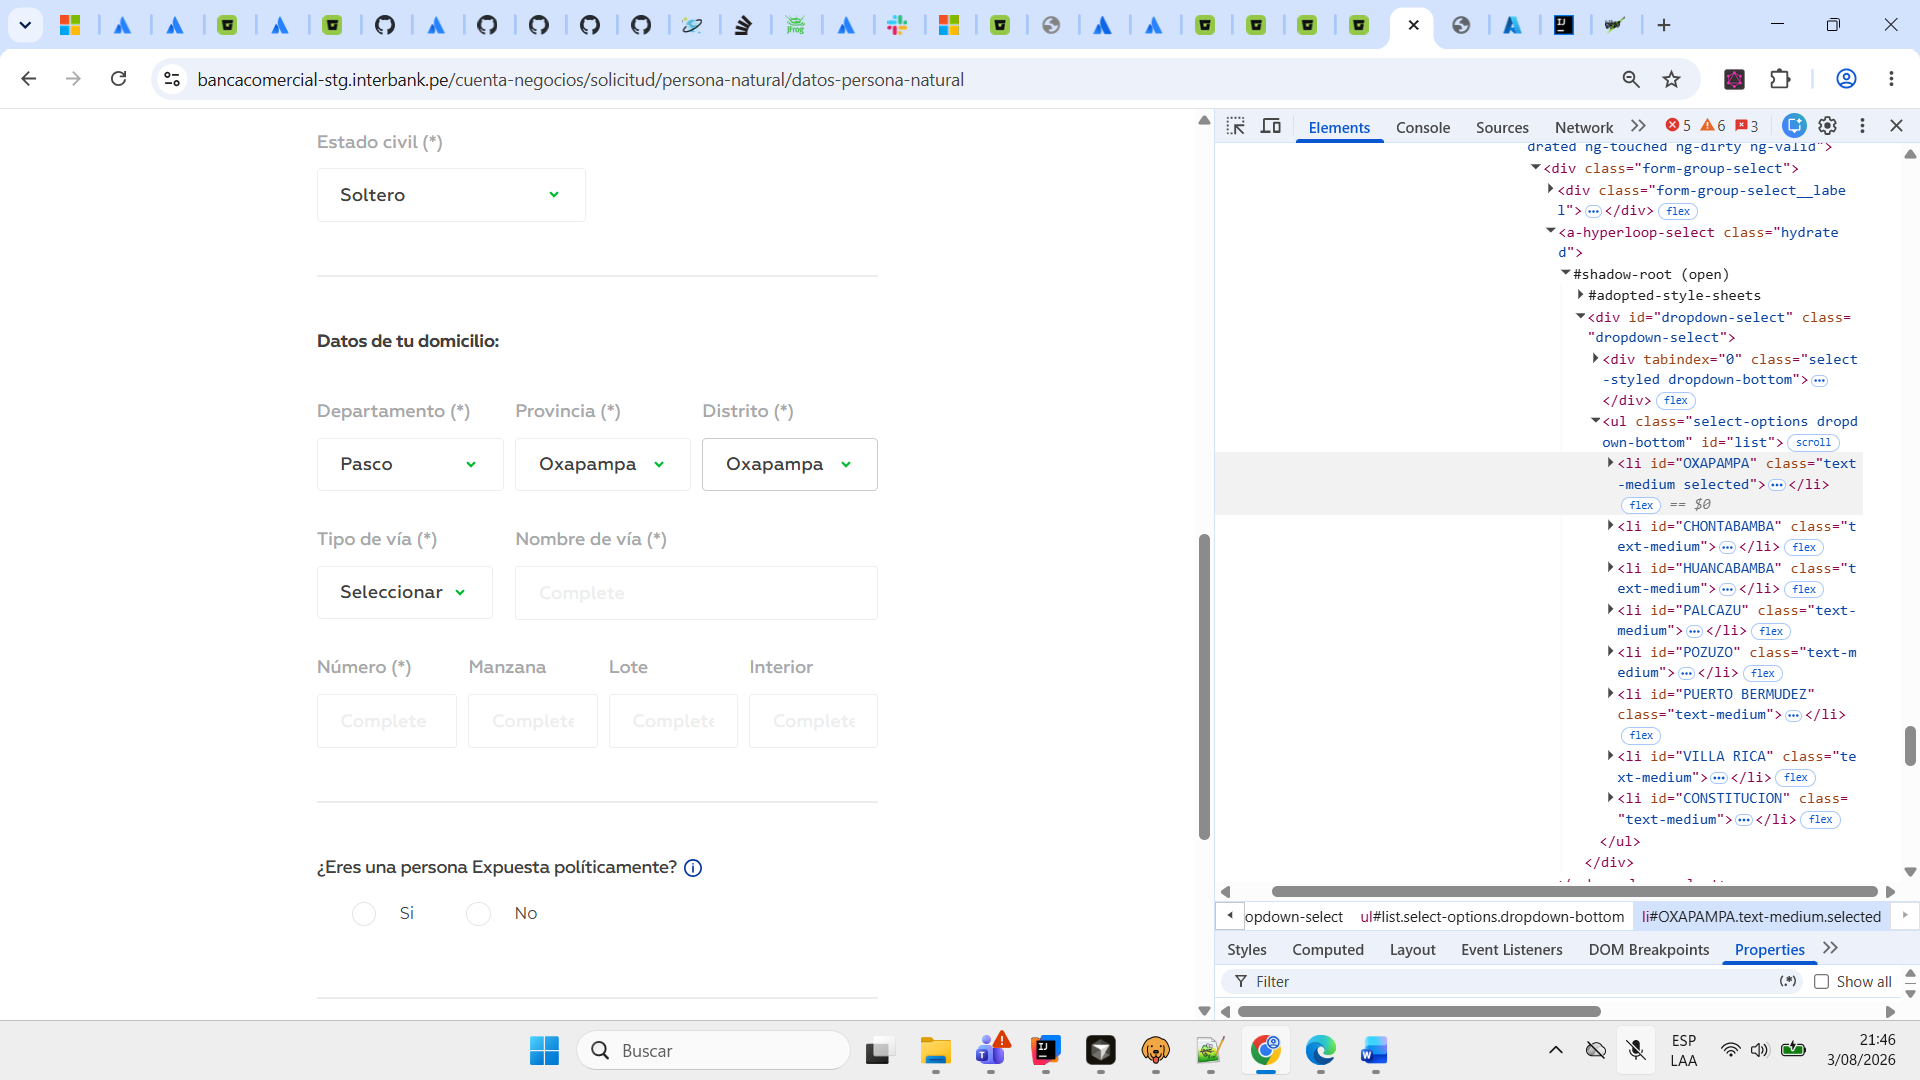 bancacomercial-stg.interbank.pe/cuenta-negocios/solicitud/persona-natural/datos-persona-natural
Estado civil (*)
Soltero
Datos de tu domicilio:
Departamento (*) Provincia (*) Distrito (*)
Pasco Oxapampa Oxapampa
Tipo de vía (*) Nombre de vía (*)
Seleccionar Complete
Número (*) Manzana Lote Interior
Complete Complete Complete Complete
¿Eres una persona Expuesta políticamente?
Si No
Elements Console Sources Network 5 6 3
drated ng-touched ng-dirty ng-valid">
<div class="form-group-select">
<div class="form-group-select__labe
l"> </div> flex
<a-hyperloop-select class="hydrate
d">
#shadow-root (open)
#adopted-style-sheets
<div id="dropdown-select" class=
"dropdown-select">
<div tabindex="0" class="select
-styled dropdown-bottom">
</div> flex
<ul class="select-options dropd
own-bottom" id="list"> scroll
<li id="OXAPAMPA" class="text
-medium selected"> </li>
flex == $0
<li id="CHONTABAMBA" class="t
ext-medium"> </li> flex
<li id="HUANCABAMBA" class="t
ext-medium"> </li> flex
<li id="PALCAZU" class="text-
medium"> </li> flex
<li id="POZUZO" class="text-m
edium"> </li> flex
<li id="PUERTO BERMUDEZ"
class="text-medium"> </li>
flex
<li id="VILLA RICA" class="te
xt-medium"> </li> flex
<li id="CONSTITUCION" class=
"text-medium"> </li> flex
</ul>
</div>
opdown-select ul#list.select-options.dropdown-bottom li#OXAPAMPA.text-medium.selected
Styles Computed Layout Event Listeners DOM Breakpoints Properties
Filter (.*) Show all
Buscar
ESP
LAA
21:46
3/08/2026